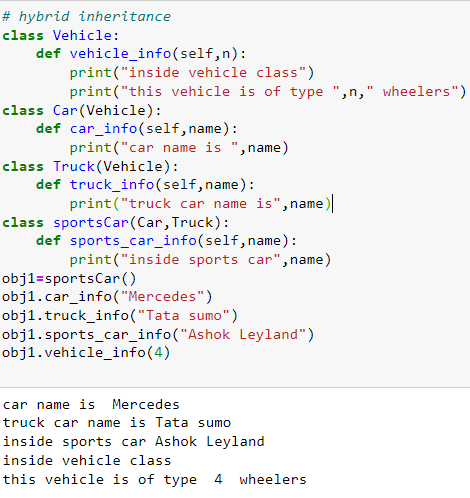 # hybrid inheritance
class Vehicle:
    def vehicle_info(self,n):
        print("inside vehicle class")
        print("this vehicle is of type ",n," wheelers")
class Car(Vehicle):
    def car_info(self,name):
        print("car name is ",name)
class Truck(Vehicle):
    def truck_info(self,name):
        print("truck car name is",name)
class sportsCar(Car,Truck):
    def sports_car_info(self,name):
        print("inside sports car",name)
obj1=sportsCar()
obj1.car_info("Mercedes")
obj1.truck_info("Tata sumo")
obj1.sports_car_info("Ashok Leyland")
obj1.vehicle_info(4)
car name is  Mercedes
truck car name is Tata sumo
inside sports car Ashok Leyland
inside vehicle class
this vehicle is of type  4  wheelers